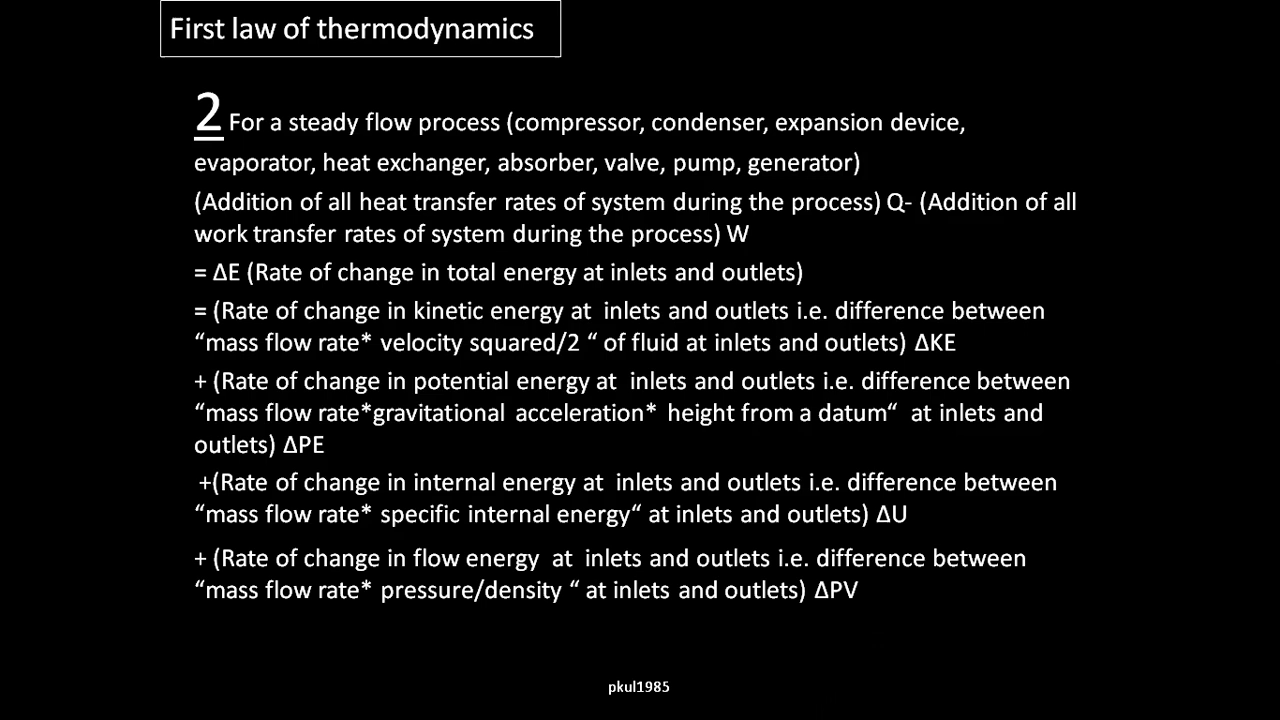 First law of thermodynamics
2 For a steady flow process (compressor, condenser, expansion device,
evaporator, heat exchanger, absorber, valve, pump, generator)
(Addition of all heat transfer rates of system during the process) Q- (Addition of all
work transfer rates of system during the process) W
= ΔE (Rate of change in total energy at inlets and outlets)
= (Rate of change in kinetic energy at  inlets and outlets i.e. difference between
“mass flow rate* velocity squared/2 “ of fluid at inlets and outlets) ΔKE
+ (Rate of change in potential energy at  inlets and outlets i.e. difference between
“mass flow rate*gravitational  acceleration*  height from a datum“  at inlets and
outlets) ΔPE
+(Rate of change in internal energy at  inlets and outlets i.e. difference between
“mass flow rate* specific internal energy“ at inlets and outlets) ΔU
+ (Rate of change in flow energy  at  inlets and outlets i.e. difference between
“mass flow rate* pressure/density “ at inlets and outlets) ΔPV
pkul1985